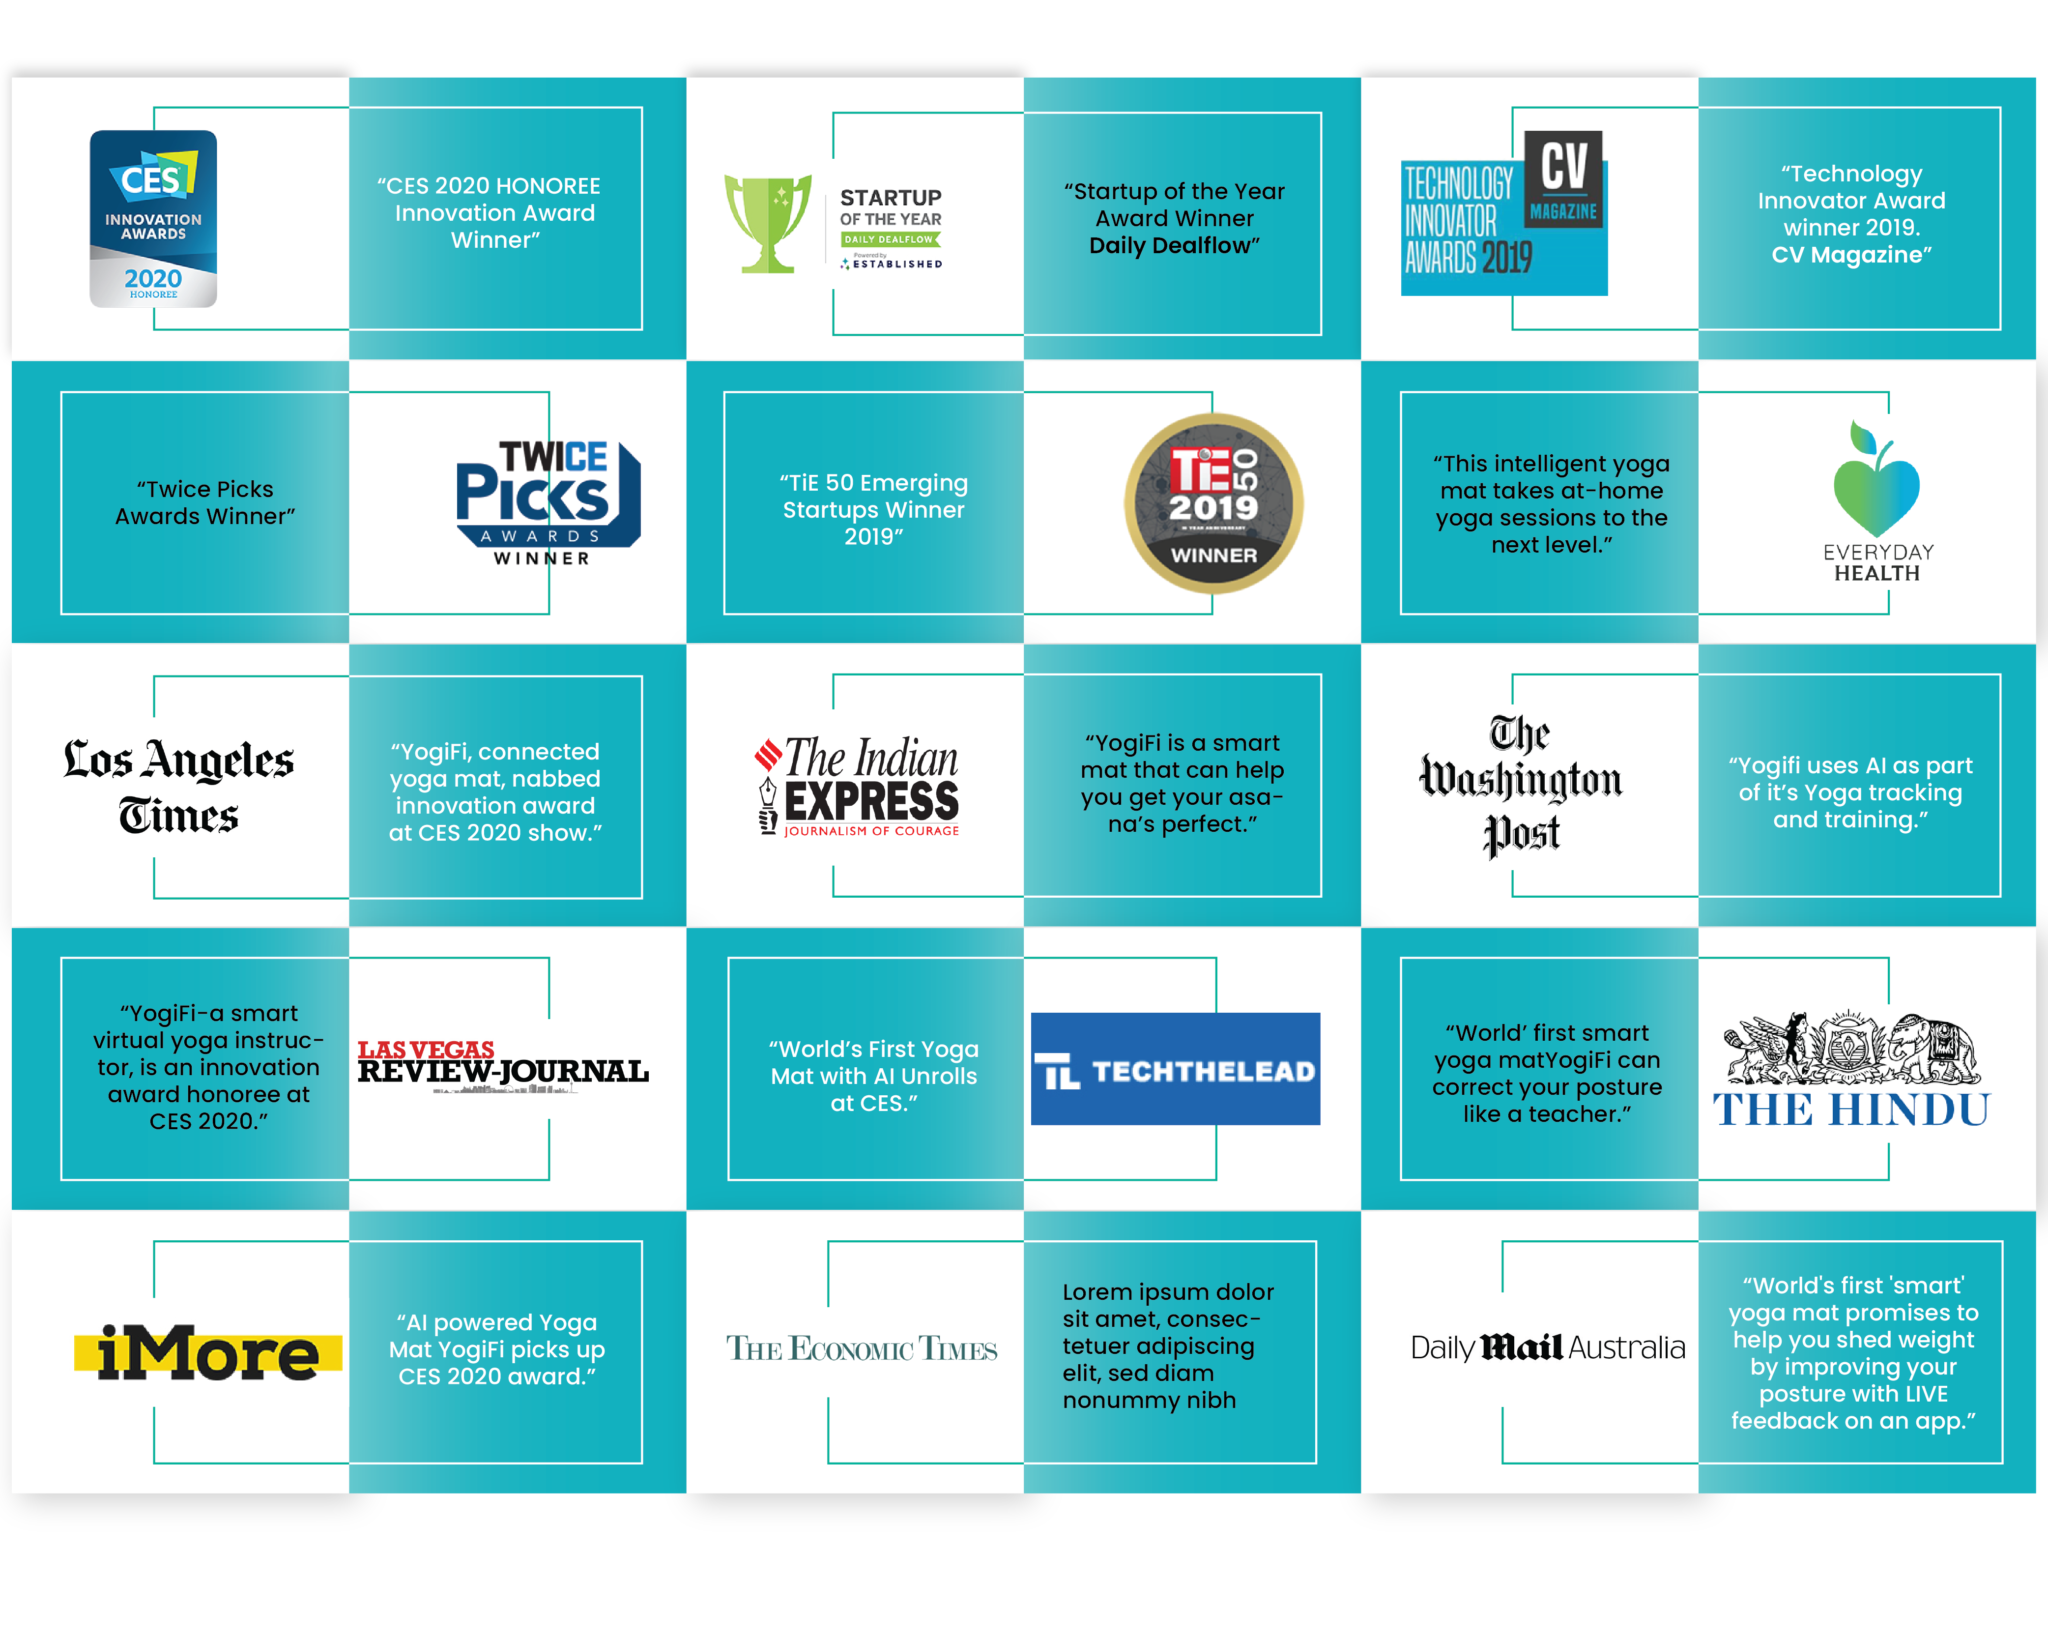 CES
INNOVATION
AWARDS
2020
HONOREE
“CES 2020 HONOREE
Innovation Award
Winner”
STARTUP
OF THE YEAR
DAILY DEALFLOW
Powered by
ESTABLISHED
“Startup of the Year
Award Winner
Daily Dealflow”
TECHNOLOGY
INNOVATOR
AWARDS 2019
CV
MAGAZINE
“Technology
Innovator Award
winner 2019.
CV Magazine”
“Twice Picks
Awards Winner”
TWICE
PICKS
AWARDS
WINNER
“TiE 50 Emerging
Startups Winner
2019”
TiE50
2019
WINNER
“This intelligent yoga
mat takes at-home
yoga sessions to the
next level.”
EVERYDAY
HEALTH
Los Angeles
Times
“YogiFi, connected
yoga mat, nabbed
innovation award
at CES 2020 show.”
The Indian
EXPRESS
JOURNALISM OF COURAGE
“YogiFi is a smart
mat that can help
you get your asa-
na’s perfect.”
The
Washington
Post
“Yogifi uses AI as part
of it’s Yoga tracking
and training.”
“YogiFi-a smart
virtual yoga instruc-
tor, is an innovation
award honoree at
CES 2020.”
LAS VEGAS
REVIEW-JOURNAL
“World’s First Yoga
Mat with AI Unrolls
at CES.”
TL TECHTHELEAD
“World’ first smart
yoga matYogiFi can
correct your posture
like a teacher.”
THE HINDU
iMore
“AI powered Yoga
Mat YogiFi picks up
CES 2020 award.”
THE ECONOMIC TIMES
Lorem ipsum dolor
sit amet, consec-
tetuer adipiscing
elit, sed diam
nonummy nibh
Daily Mail Australia
“World's first 'smart'
yoga mat promises to
help you shed weight
by improving your
posture with LIVE
feedback on an app.”